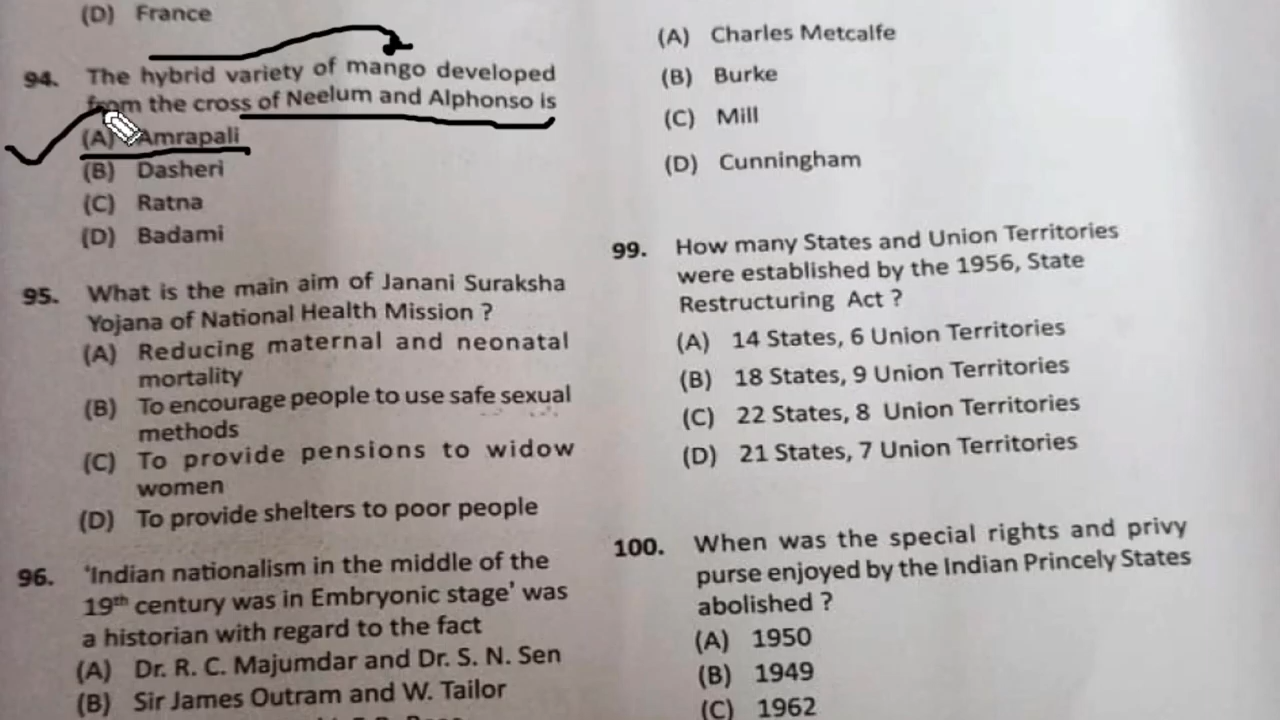 (D) France
94. The hybrid variety of mango developed
from the cross of Neelum and Alphonso is
(A) Amrapali
(B) Dasheri
(C) Ratna
(D) Badami
95. What is the main aim of Janani Suraksha
Yojana of National Health Mission ?
(A) Reducing maternal and neonatal
mortality
(B) To encourage people to use safe sexual
methods
(C) To provide pensions to widow
women
(D) To provide shelters to poor people
96. ‘Indian nationalism in the middle of the
19th century was in Embryonic stage’ was
a historian with regard to the fact
(A) Dr. R. C. Majumdar and Dr. S. N. Sen
(B) Sir James Outram and W. Tailor
(A) Charles Metcalfe
(B) Burke
(C) Mill
(D) Cunningham
99. How many States and Union Territories
were established by the 1956, State
Restructuring Act ?
(A) 14 States, 6 Union Territories
(B) 18 States, 9 Union Territories
(C) 22 States, 8 Union Territories
(D) 21 States, 7 Union Territories
100. When was the special rights and privy
purse enjoyed by the Indian Princely States
abolished ?
(A) 1950
(B) 1949
(C) 1962